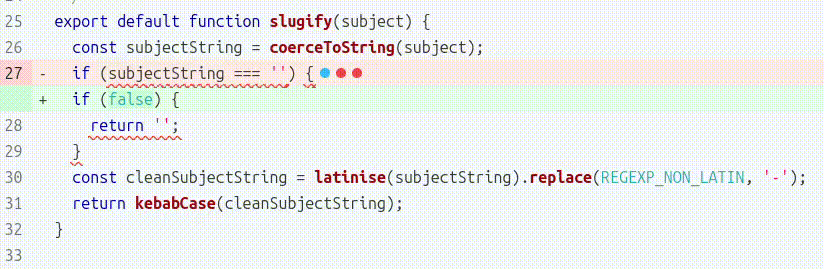 25 export default function slugify(subject) {
26 const subjectString = coerceToString(subject);
27 - if (subjectString === '') {
+ if (false) {
28 return '';
29 }
30 const cleanSubjectString = latinise(subjectString).replace(REGEXP_NON_LATIN, '-');
31 return kebabCase(cleanSubjectString);
32 }
33